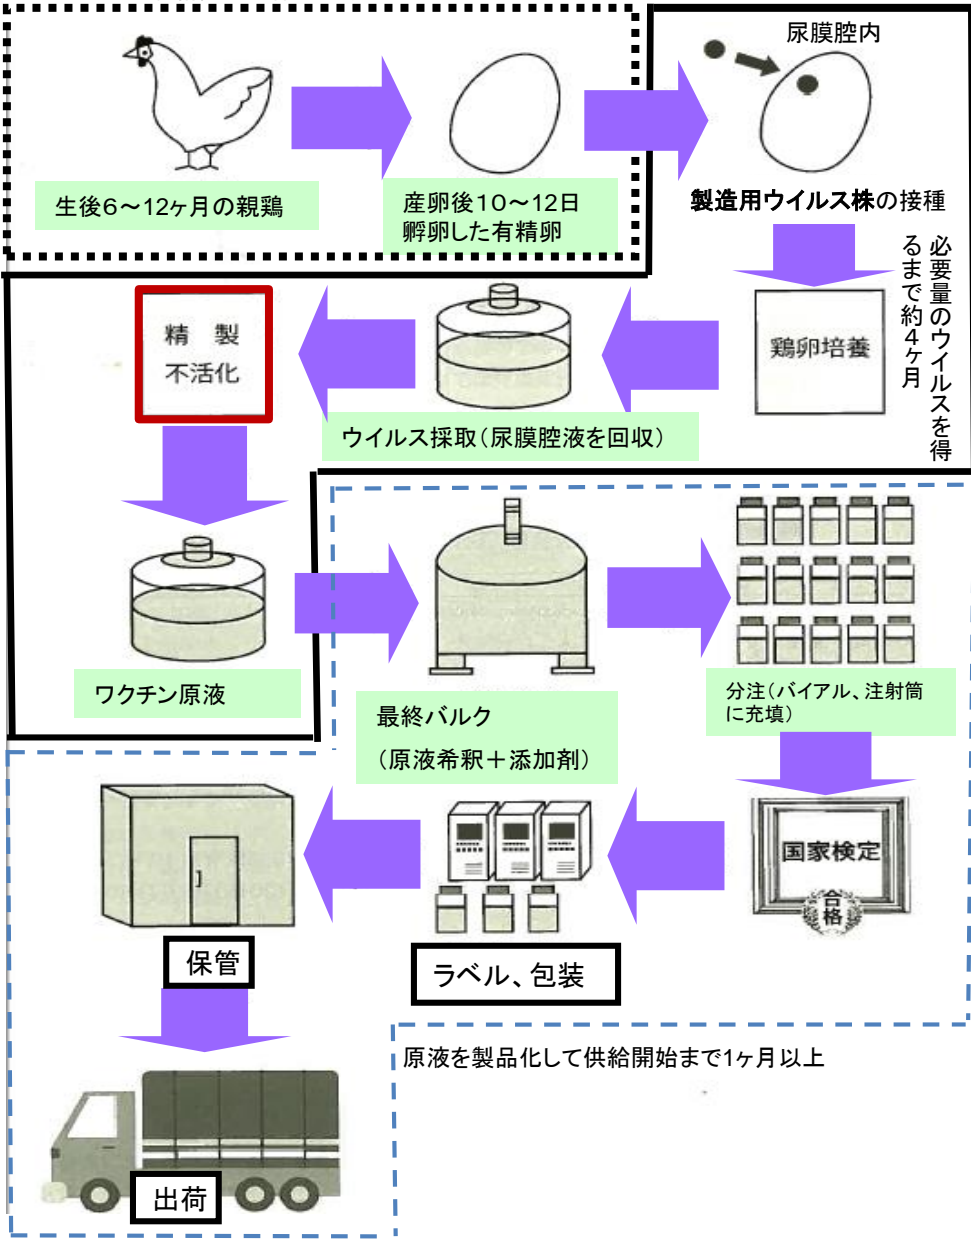 尿膜腔内
生後6～12ヶ月の親鶏
産卵後10～12日
孵卵した有精卵
製造用ウイルス株の接種
必要量のウイルスを得
るまで約4ヶ月
鶏卵培養
ウイルス採取(尿膜腔液を回収)
精 製
不活化
ワクチン原液
最終バルク
(原液希釈＋添加剤)
分注(バイアル、注射筒
に充填)
国家検定
合格
ラベル、包装
保管
出荷
原液を製品化して供給開始まで1ヶ月以上